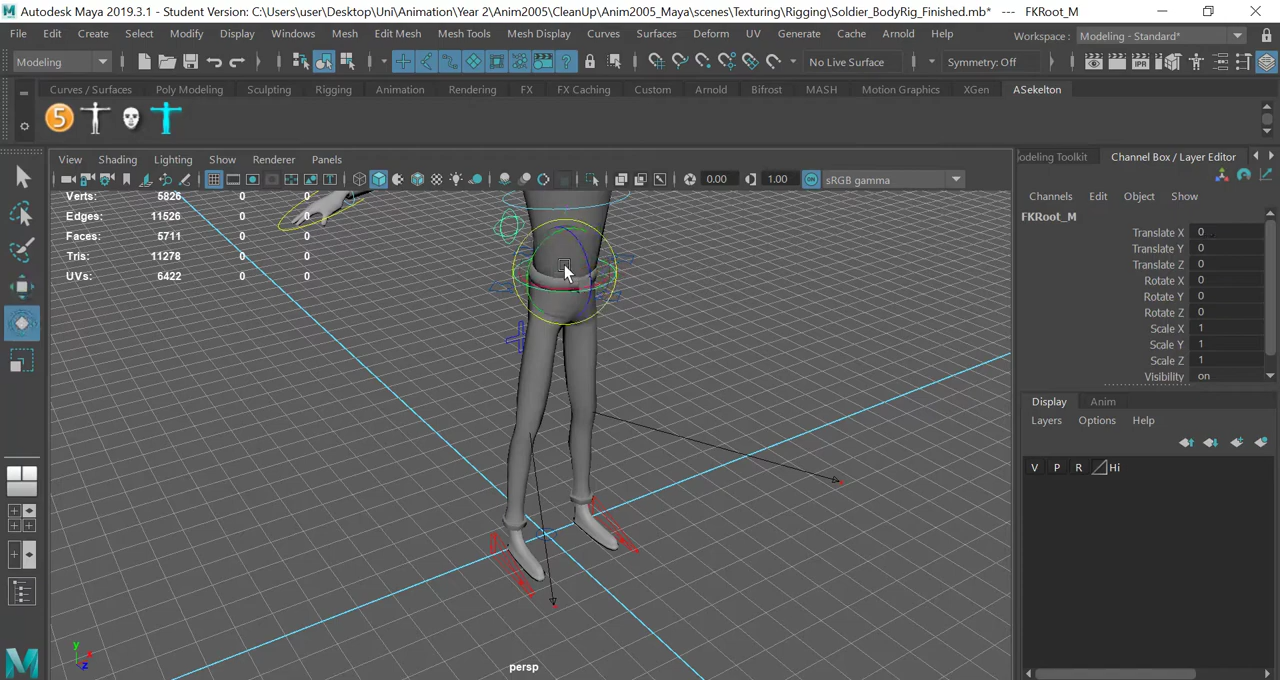 Autodesk Maya 2019.3.1 - Student Version: C:\Users\user\Desktop\Uni\Animation\Year 2\Anim2005\CleanUp\Anim2005_Maya\scenes\Texturing\Rigging\Soldier_BodyRig_Finished.mb* --- FKRoot_M
File Edit Create Select Modify Display Windows Mesh Edit Mesh Mesh Tools Mesh Display Curves Surfaces Deform UV Generate Cache Arnold Help Workspace : Modeling - Standard*
Modeling No Live Surface Symmetry: Off IPR
Curves / Surfaces Poly Modeling Sculpting Rigging Animation Rendering FX FX Caching Custom Arnold Bifrost MASH Motion Graphics XGen ASekelton
5
View Shading Lighting Show Renderer Panels
odeling Toolkit Channel Box / Layer Editor
0.00 1.00 sRGB gamma
Verts: 5826 0 0
Edges: 11526 0 0
Faces: 5711 0 0
Tris: 11278 0 0
UVs: 6422 0 0
Channels Edit Object Show
FKRoot_M
Translate X 0
Translate Y 0
Translate Z 0
Rotate X 0
Rotate Y 0
Rotate Z 0
Scale X 1
Scale Y 1
Scale Z 1
Visibility on
Display Anim
Layers Options Help
V P R Hi
y
x
z
persp